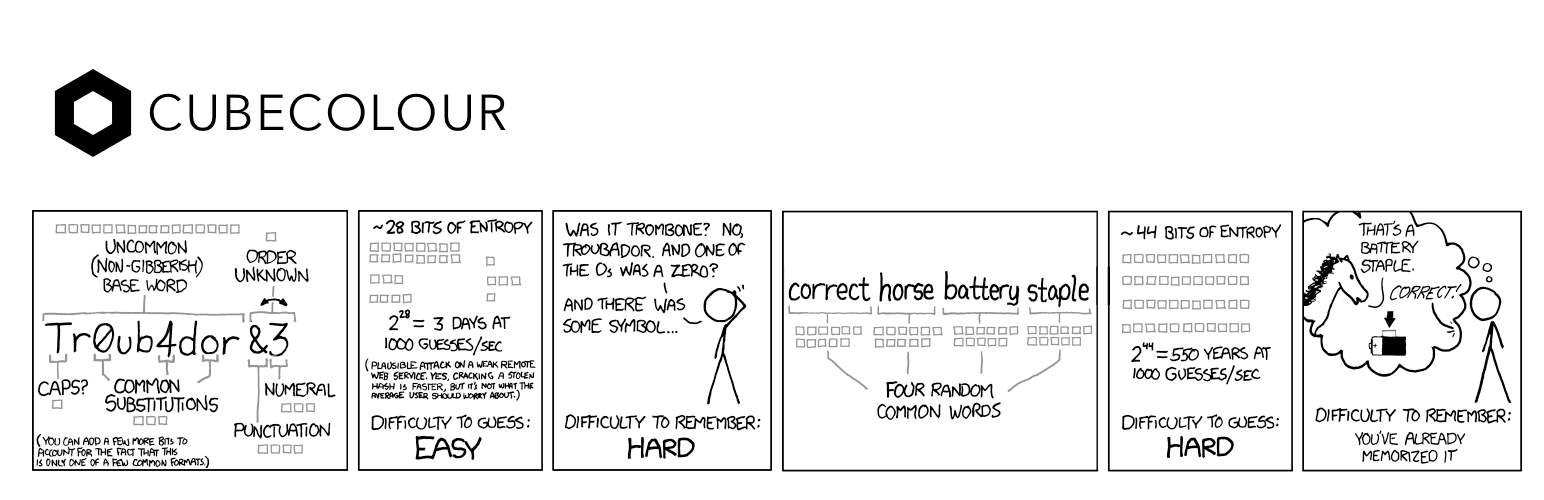 CUBECOLOUR
UNCOMMON
(NON-GIBBERISH)
BASE WORD
ORDER
UNKNOWN
Tr0ub4dor &3
CAPS?
COMMON
SUBSTITUTIONS
NUMERAL
PUNCTUATION
(YOU CAN ADD A FEW MORE BITS TO
ACCOUNT FOR THE FACT THAT THIS
IS ONLY ONE OF A FEW COMMON FORMATS.)
~28 BITS OF ENTROPY
2^28 = 3 DAYS AT
1000 GUESSES/SEC
(PLAUSIBLE ATTACK ON A WEAK REMOTE
WEB SERVICE. YES, CRACKING A STOLEN
HASH IS FASTER, BUT IT'S NOT WHAT THE
AVERAGE USER SHOULD WORRY ABOUT.)
DIFFICULTY TO GUESS:
EASY
WAS IT TROMBONE? NO,
TROUBADOR. AND ONE OF
THE Os WAS A ZERO?
AND THERE WAS
SOME SYMBOL...
DIFFICULTY TO REMEMBER:
HARD
correct horse battery staple
FOUR RANDOM
COMMON WORDS
~44 BITS OF ENTROPY
2^44 = 550 YEARS AT
1000 GUESSES/SEC
DIFFICULTY TO GUESS:
HARD
THAT'S A
BATTERY
STAPLE.
CORRECT!
DIFFICULTY TO REMEMBER:
YOU'VE ALREADY
MEMORIZED IT